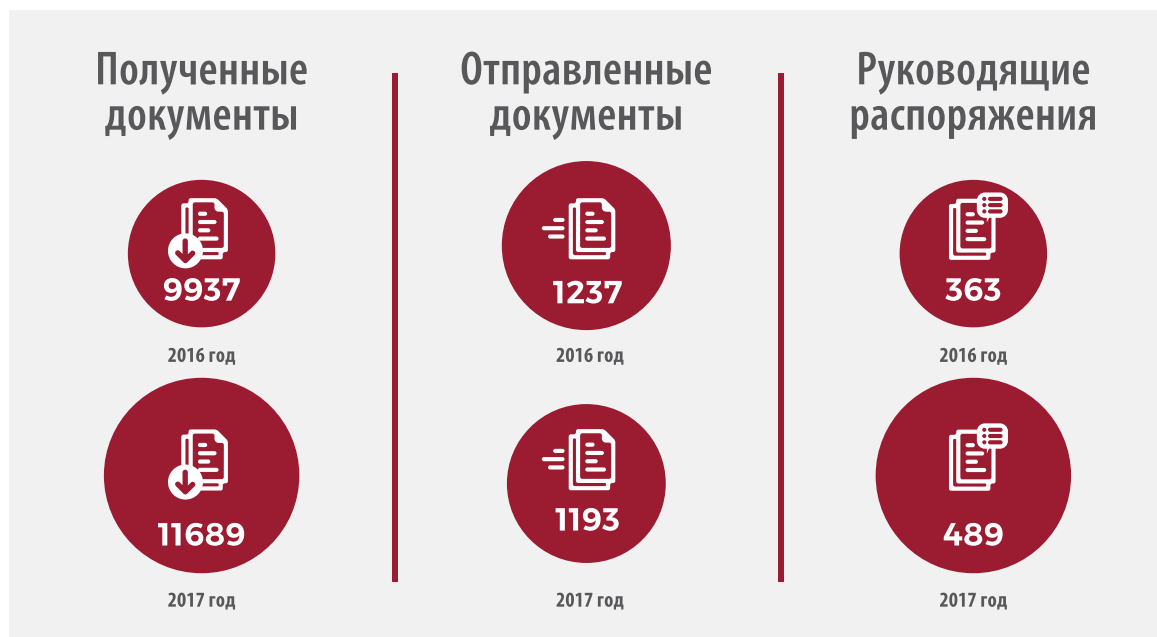 Полученные
документы
9937
2016 год
11689
2017 год
Отправленные
документы
1237
2016 год
1193
2017 год
Руководящие
распоряжения
363
2016 год
489
2017 год